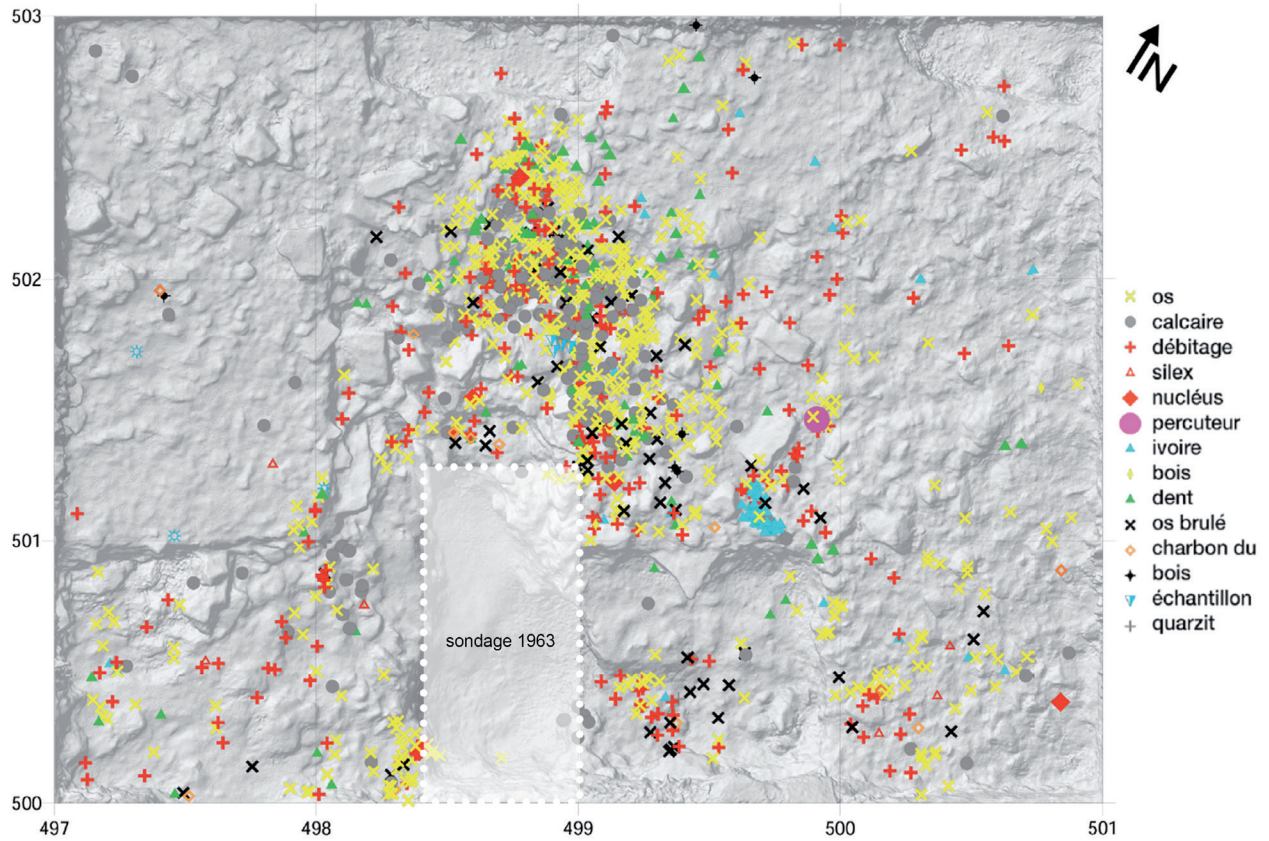 503
N
502
501
500
497
498
499
500
501
sondage 1963
os
calcaire
débitage
silex
nucléus
percuteur
ivoire
bois
dent
os brulé
charbon du
bois
échantillon
quarzit